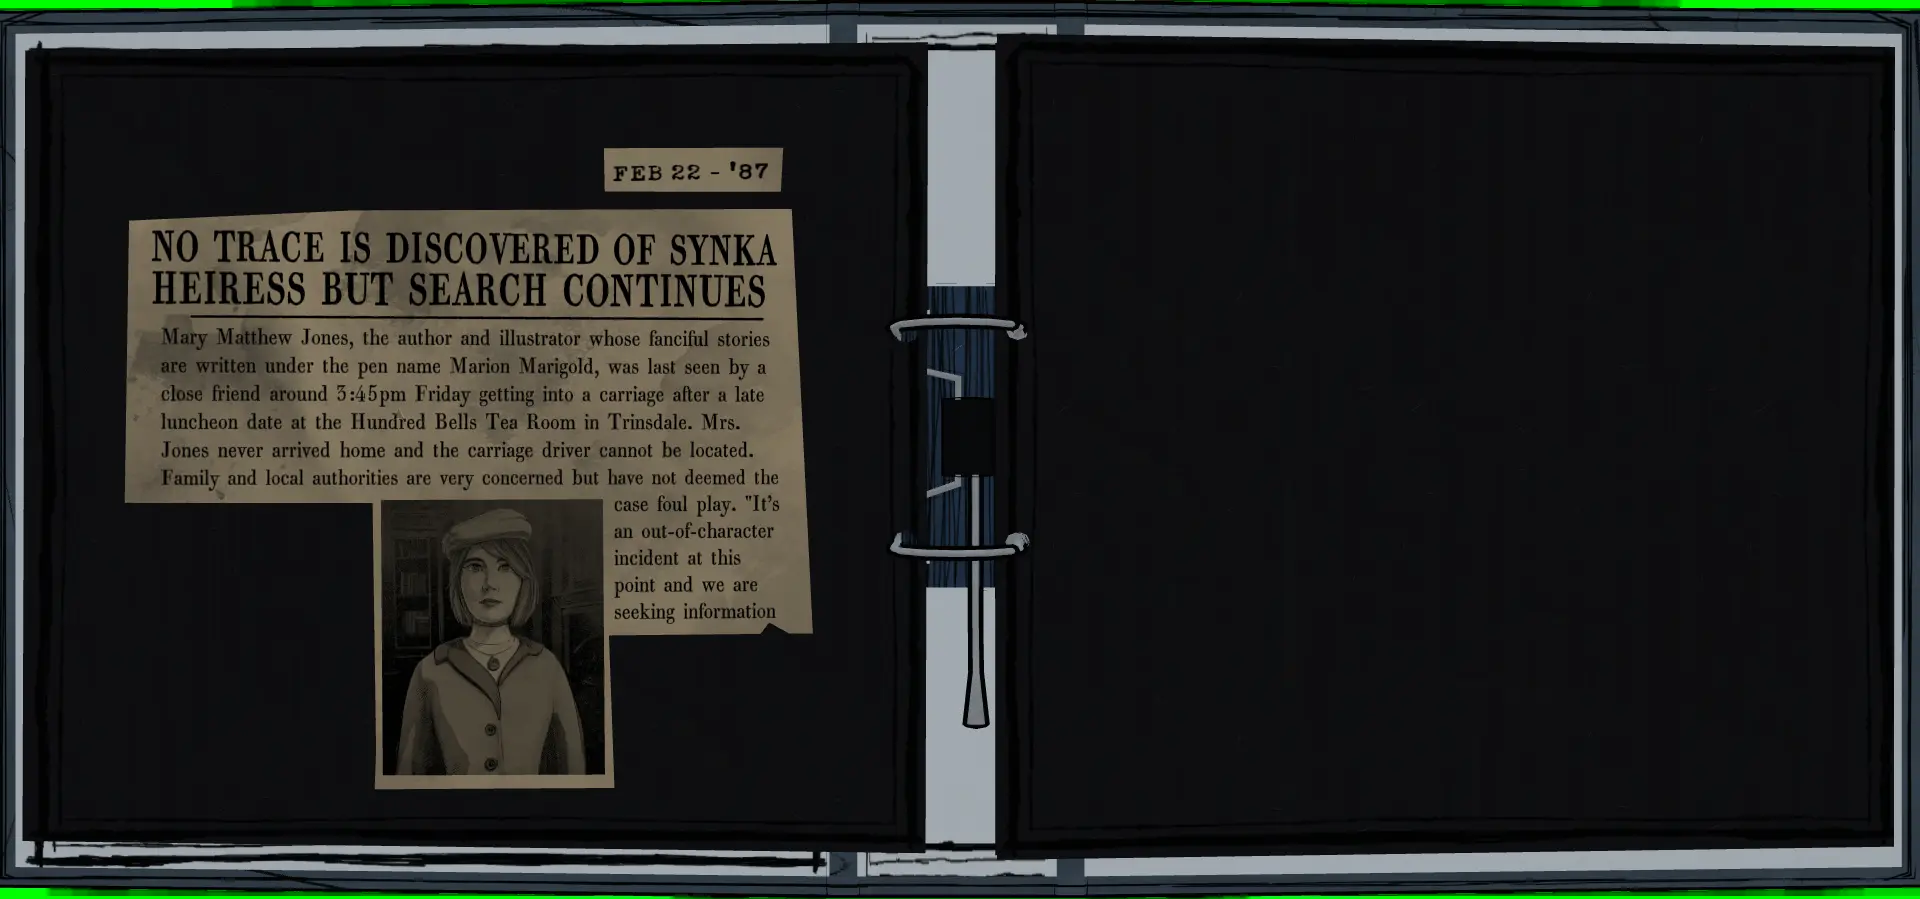 FEB 22 - '87
NO TRACE IS DISCOVERED OF SYNKA
HEIRESS BUT SEARCH CONTINUES
Mary Matthew Jones, the author and illustrator whose fanciful stories
are written under the pen name Marion Marigold, was last seen by a
close friend around 3:45pm Friday getting into a carriage after a late
luncheon date at the Hundred Bells Tea Room in Trinsdale. Mrs.
Jones never arrived home and the carriage driver cannot be located.
Family and local authorities are very concerned but have not deemed the
case foul play. "It's
an out-of-character
incident at this
point and we are
seeking information